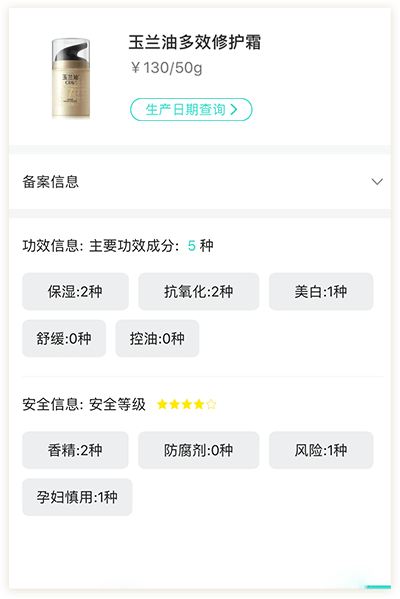 玉兰油多效修护霜
￥130/50g
玉兰油
生产日期查询
备案信息
功效信息: 主要功效成分: 5 种
保湿:2种
抗氧化:2种
美白:1种
舒缓:0种
控油:0种
安全信息: 安全等级
香精:2种
防腐剂:0种
风险:1种
孕妇慎用:1种